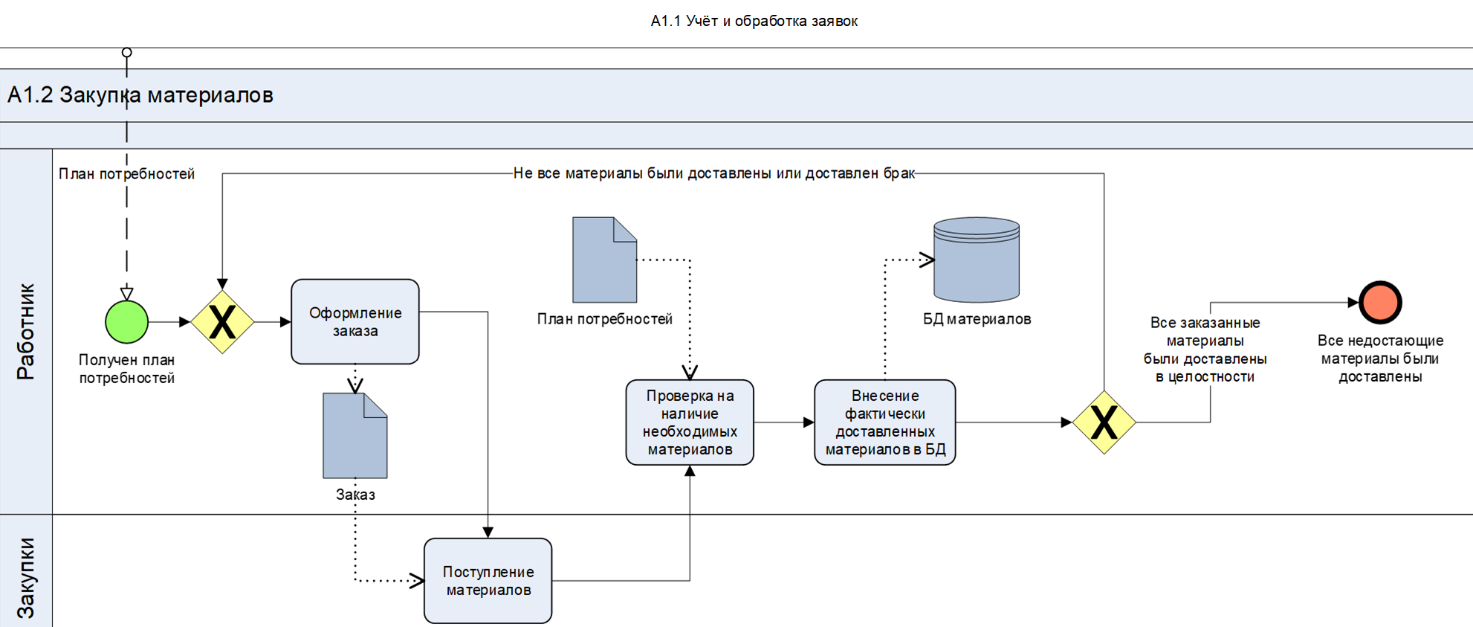 А1.1 Учёт и обработка заявок
А1.2 Закупка материалов
План потребностей
Не все материалы были доставлены или доставлен брак
Работник
Получен план
потребностей
X
Оформление
заказа
Заказ
План потребностей
Проверка на
наличие
необходимых
материалов
БД материалов
Внесение
фактически
доставленных
материалов в БД
X
Все заказанные
материалы
были доставлены
в целостности
Все недостающие
материалы были
доставлены
Закупки
Поступление
материалов